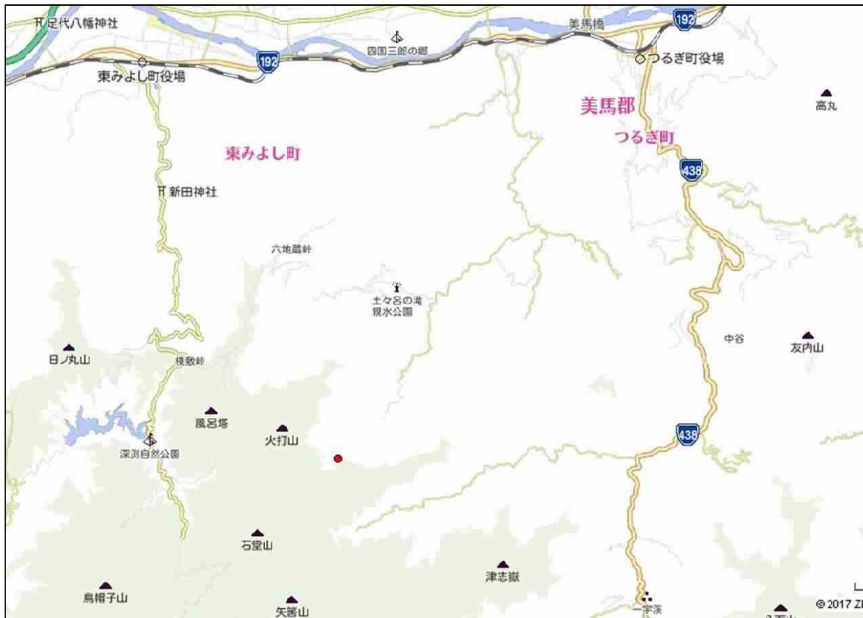 足代八幡神社
四国三郎の郷
美馬橋
192
192
東みよし町役場
つるぎ町役場
美馬郡
高丸
つるぎ町
東みよし町
438
新田神社
六地蔵峠
土々呂の滝
親水公園
中谷
友内山
日ノ丸山
桟敷峠
風呂塔
火打山
438
深渕自然公園
石堂山
津志嶽
烏帽子山
矢筈山
一宇渓
© 2017 ZI